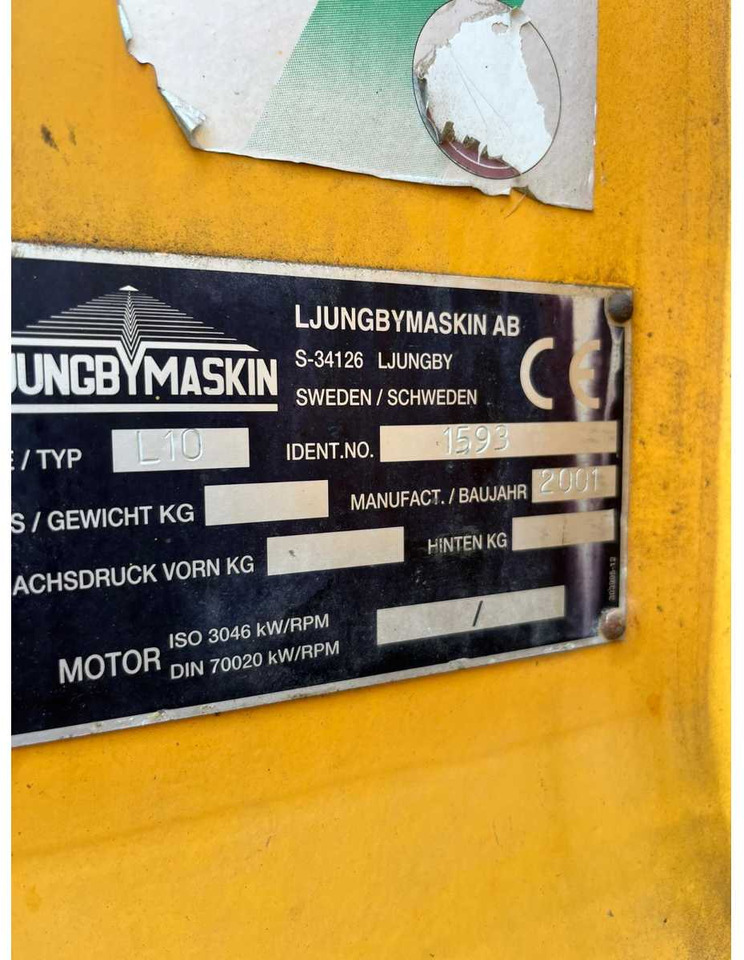 JUNGBYMASKIN
LJUNGBYMASKIN AB
S-34126 LJUNGBY
SWEDEN / SCHWEDEN
CE
E / TYP L10 IDENT.NO. 1593
S / GEWICHT KG MANUFACT. / BAUJAHR 2001
ACHSDRUCK VORN KG HINTEN KG
MOTOR ISO 3046 kW/RPM /
DIN 70020 kW/RPM